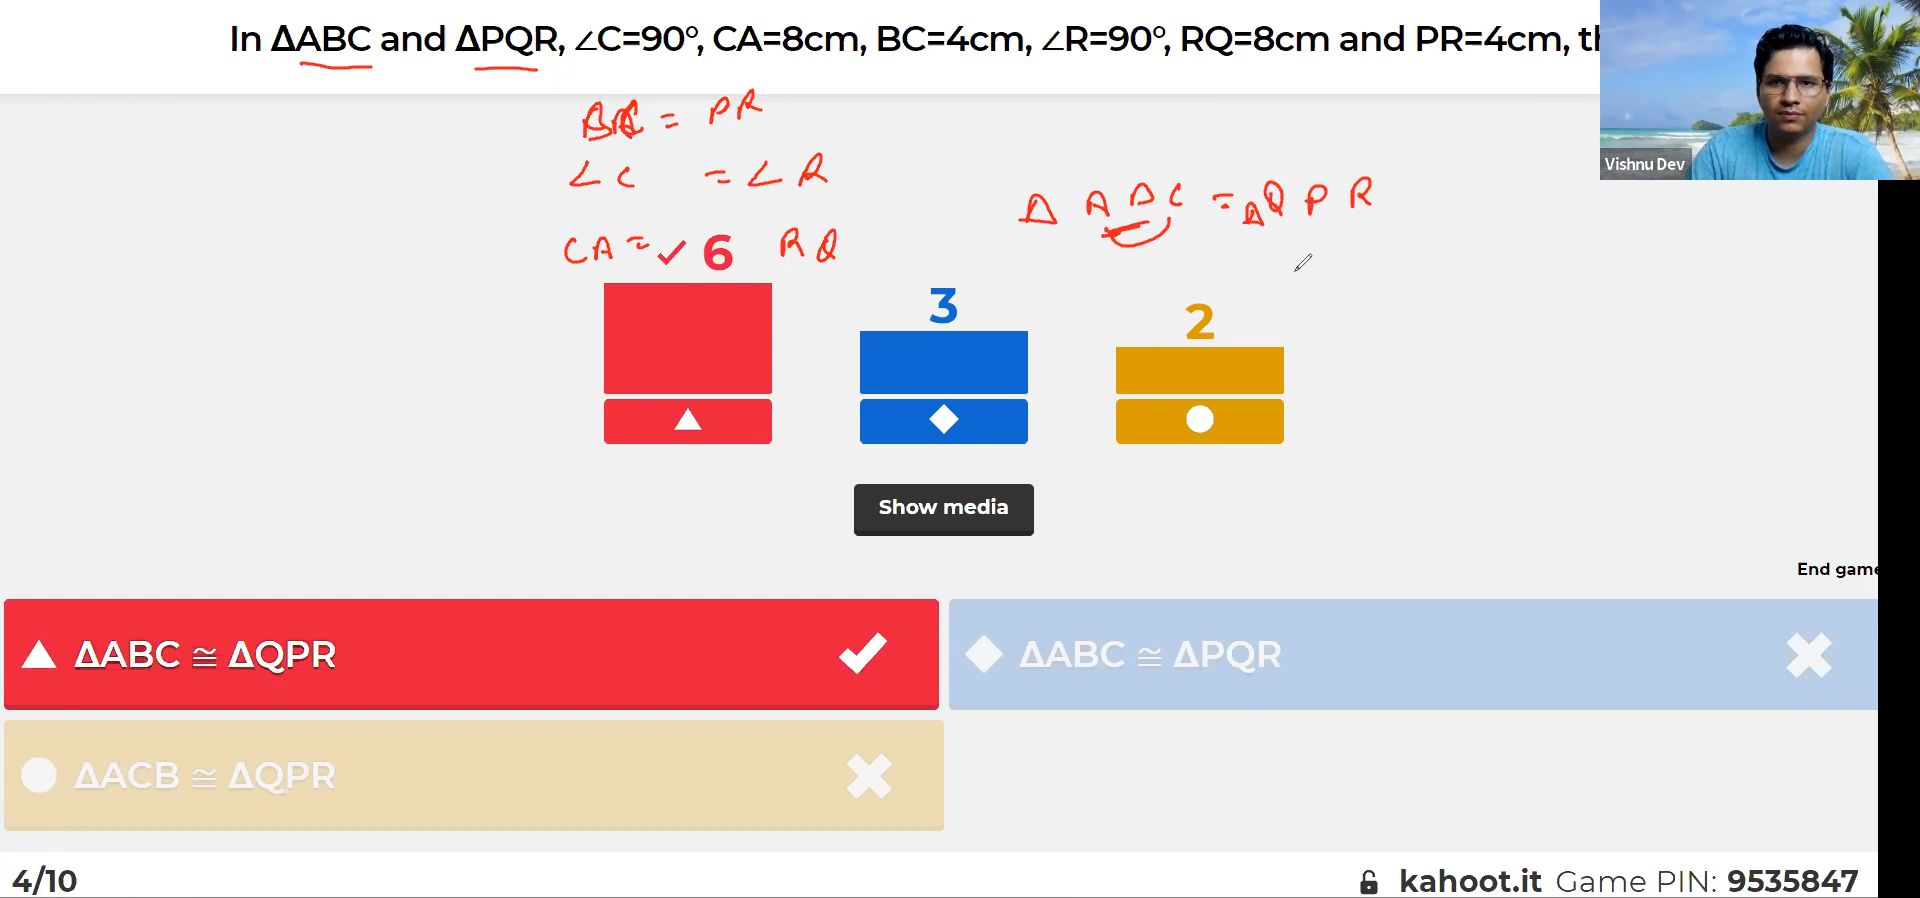 In ΔABC and ΔPQR, ∠C=90°, CA=8cm, BC=4cm, ∠R=90°, RQ=8cm and PR=4cm, th
Vishnu Dev
= PR
∠C = ∠R
Δ ABC = ΔQPR
CA = RQ
6
3
2
Show media
End game
ΔABC ≅ ΔQPR
ΔABC ≅ ΔPQR
ΔACB ≅ ΔQPR
4/10
kahoot.it Game PIN: 9535847